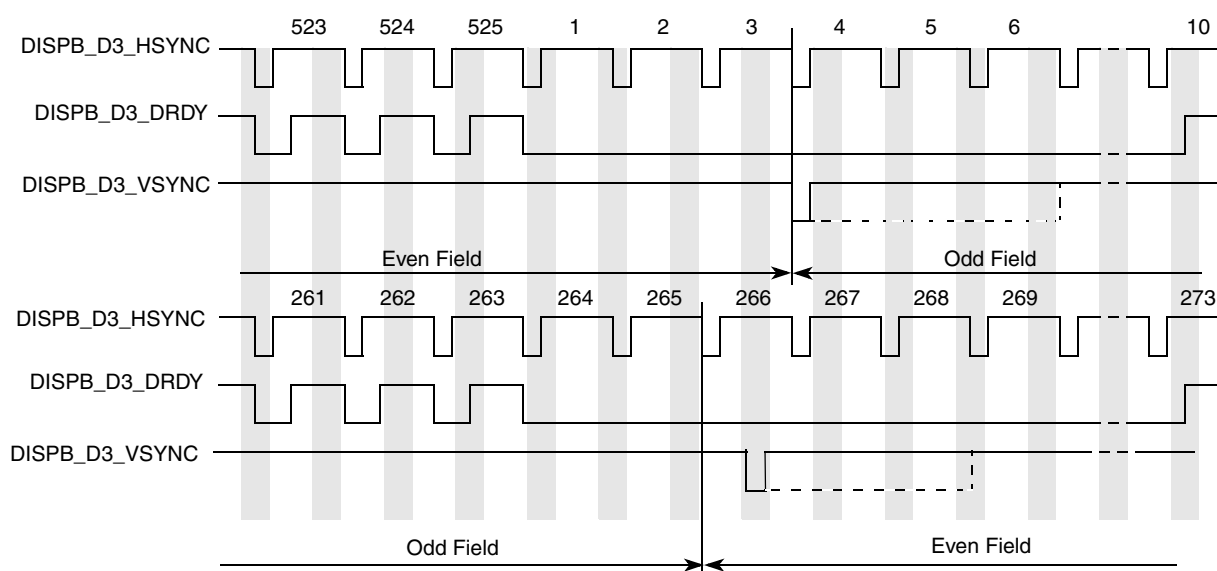 523 524 525 1 2 3 4 5 6 10
DISPB_D3_HSYNC
DISPB_D3_DRDY
DISPB_D3_VSYNC
Even Field Odd Field
261 262 263 264 265 266 267 268 269 273
DISPB_D3_HSYNC
DISPB_D3_DRDY
DISPB_D3_VSYNC
Odd Field Even Field